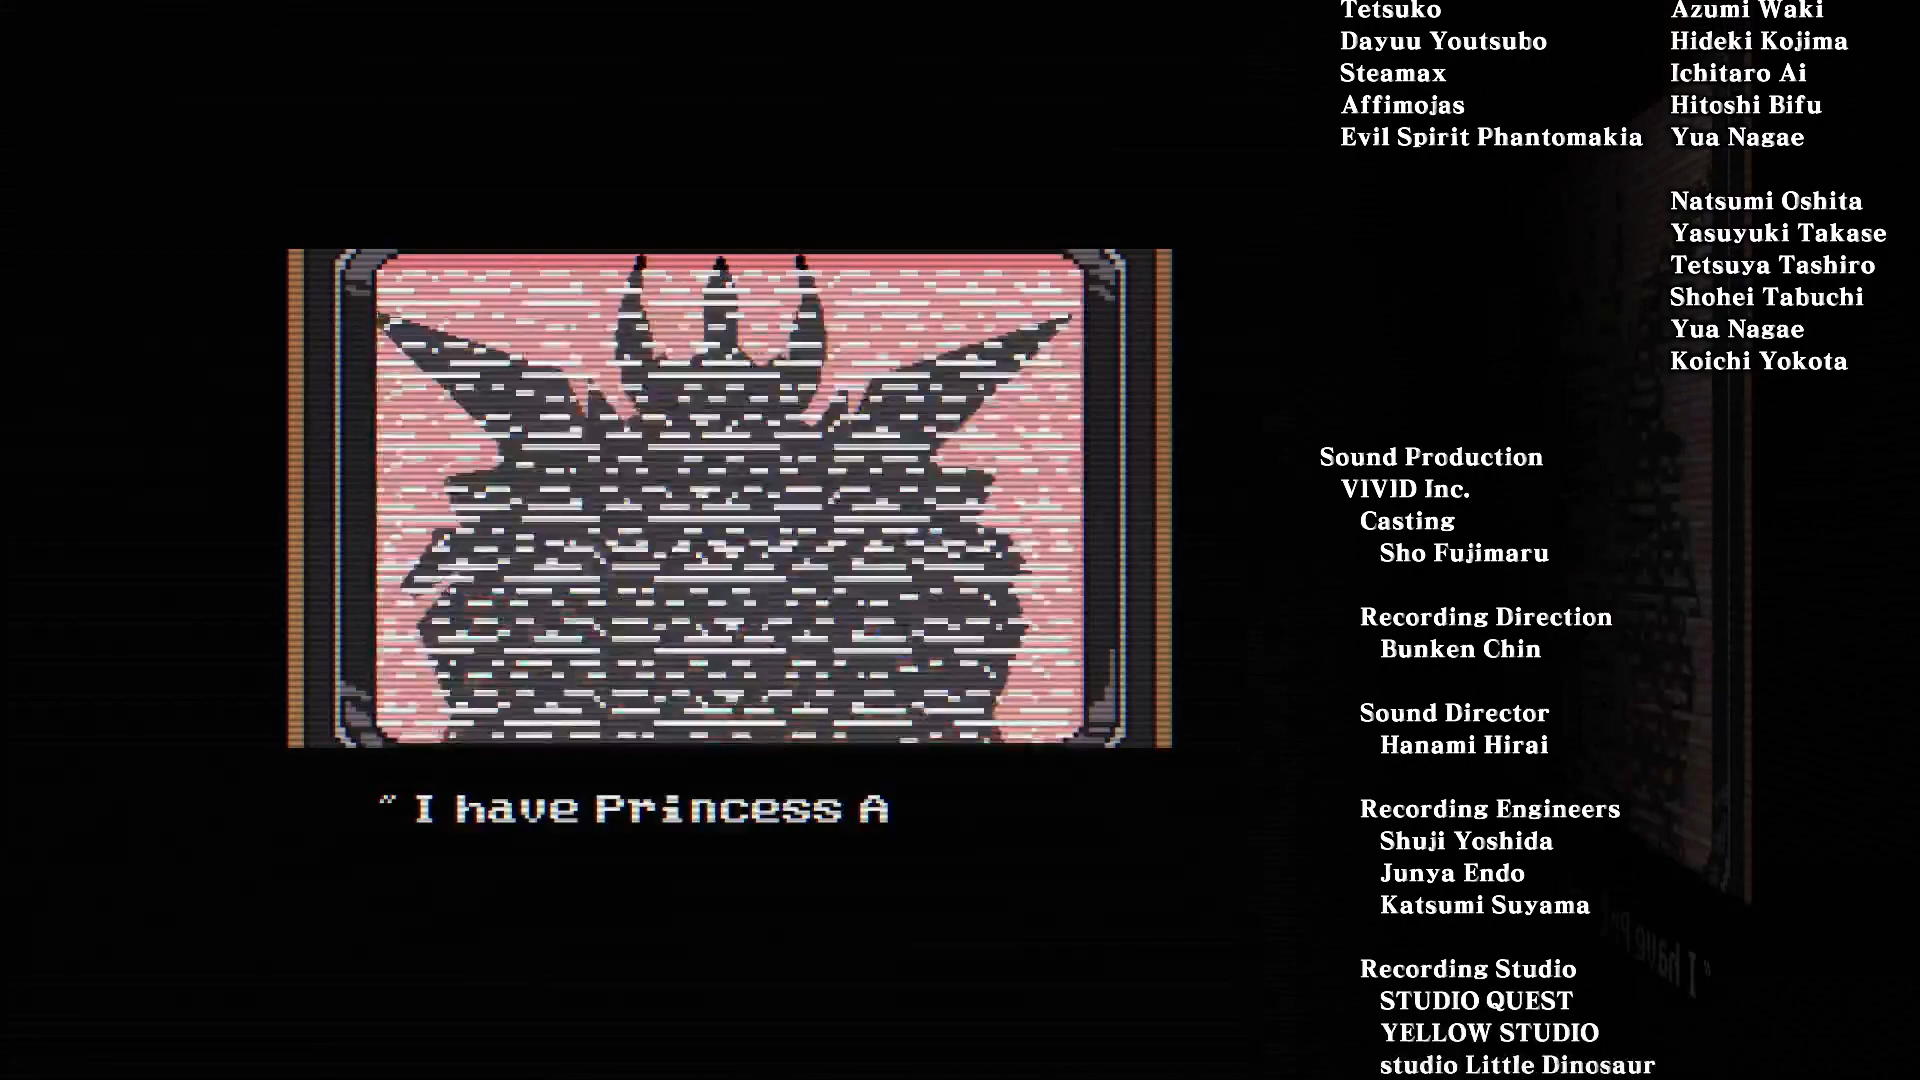 Tetsuko Azumi Waki
Dayuu Youtsubo Hideki Kojima
Steamax Ichitaro Ai
Affimojas Hitoshi Bifu
Evil Spirit Phantomakia Yua Nagae
Natsumi Oshita
Yasuyuki Takase
Tetsuya Tashiro
Shohei Tabuchi
Yua Nagae
Koichi Yokota
Sound Production
VIVID Inc.
Casting
Sho Fujimaru
Recording Direction
Bunken Chin
Sound Director
Hanami Hirai
Recording Engineers
Shuji Yoshida
Junya Endo
Katsumi Suyama
Recording Studio
STUDIO QUEST
YELLOW STUDIO
studio Little Dinosaur
" I have Princess A
" I have Pri